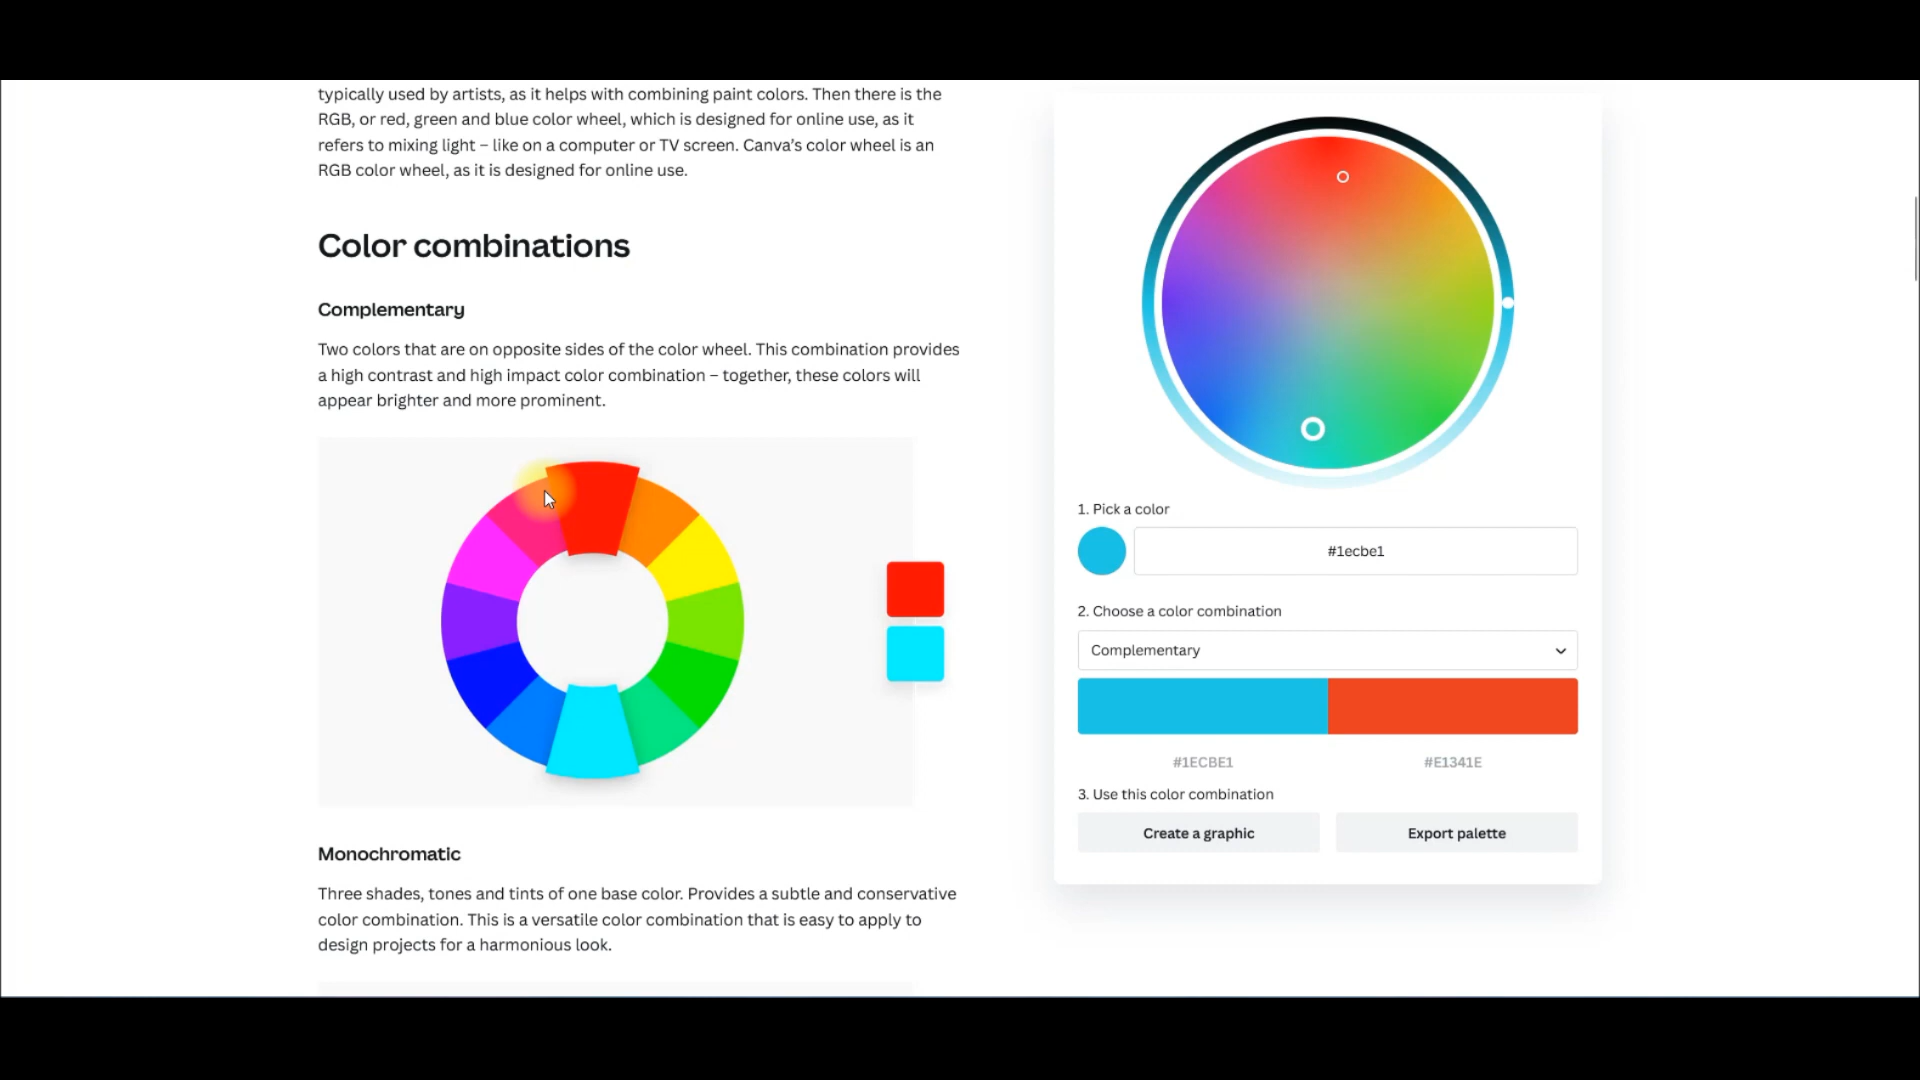 typically used by artists, as it helps with combining paint colors. Then there is the
RGB, or red, green and blue color wheel, which is designed for online use, as it
refers to mixing light – like on a computer or TV screen. Canva’s color wheel is an
RGB color wheel, as it is designed for online use.
Color combinations
Complementary
Two colors that are on opposite sides of the color wheel. This combination provides
a high contrast and high impact color combination – together, these colors will
appear brighter and more prominent.
Monochromatic
Three shades, tones and tints of one base color. Provides a subtle and conservative
color combination. This is a versatile color combination that is easy to apply to
design projects for a harmonious look.
1. Pick a color
#1ecbe1
2. Choose a color combination
Complementary
#1ECBE1
#E1341E
3. Use this color combination
Create a graphic
Export palette